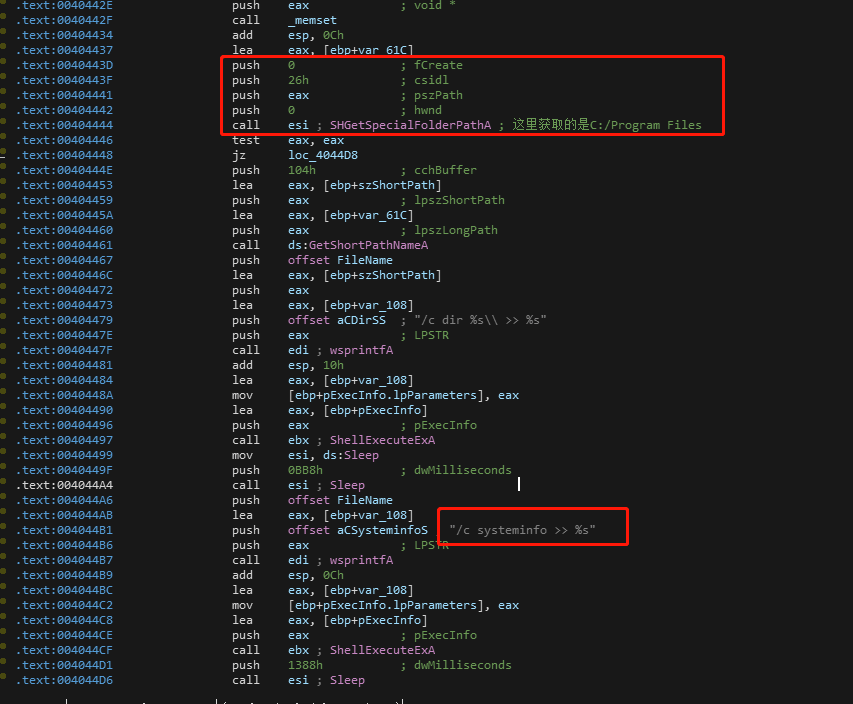 .text:0040442E push eax ; void *
.text:0040442F call _memset
.text:00404434 add esp, 0Ch
.text:00404437 lea eax, [ebp+var_61C]
.text:0040443D push 0 ; fCreate
.text:0040443F push 26h ; csidl
.text:00404441 push eax ; pszPath
.text:00404442 push 0 ; hwnd
.text:00404444 call esi ; SHGetSpecialFolderPathA ; 这里获取的是C:/Program Files
.text:00404446 test eax, eax
.text:00404448 jz loc_4044D8
.text:0040444E push 104h ; cchBuffer
.text:00404453 lea eax, [ebp+szShortPath]
.text:00404459 push eax ; lpszShortPath
.text:0040445A lea eax, [ebp+var_61C]
.text:00404460 push eax ; lpszLongPath
.text:00404461 call ds:GetShortPathNameA
.text:00404467 push offset FileName
.text:0040446C lea eax, [ebp+szShortPath]
.text:00404472 push eax
.text:00404473 lea eax, [ebp+var_108]
.text:00404479 push offset aCDirSS ; "/c dir %s\\ >> %s"
.text:0040447E push eax ; LPSTR
.text:0040447F call edi ; wsprintfA
.text:00404481 add esp, 10h
.text:00404484 lea eax, [ebp+var_108]
.text:0040448A mov [ebp+pExecInfo.lpParameters], eax
.text:00404490 lea eax, [ebp+pExecInfo]
.text:00404496 push eax ; pExecInfo
.text:00404497 call ebx ; ShellExecuteExA
.text:00404499 mov esi, ds:Sleep
.text:0040449F push 0BB8h ; dwMilliseconds
.text:004044A4 call esi ; Sleep
.text:004044A6 push offset FileName
.text:004044AB lea eax, [ebp+var_108]
.text:004044B1 push offset aCSysteminfoS "/c systeminfo >> %s"
.text:004044B6 push eax ; LPSTR
.text:004044B7 call edi ; wsprintfA
.text:004044B9 add esp, 0Ch
.text:004044BC lea eax, [ebp+var_108]
.text:004044C2 mov [ebp+pExecInfo.lpParameters], eax
.text:004044C8 lea eax, [ebp+pExecInfo]
.text:004044CE push eax ; pExecInfo
.text:004044CF call ebx ; ShellExecuteExA
.text:004044D1 push 1388h ; dwMilliseconds
.text:004044D6 call esi ; Sleep